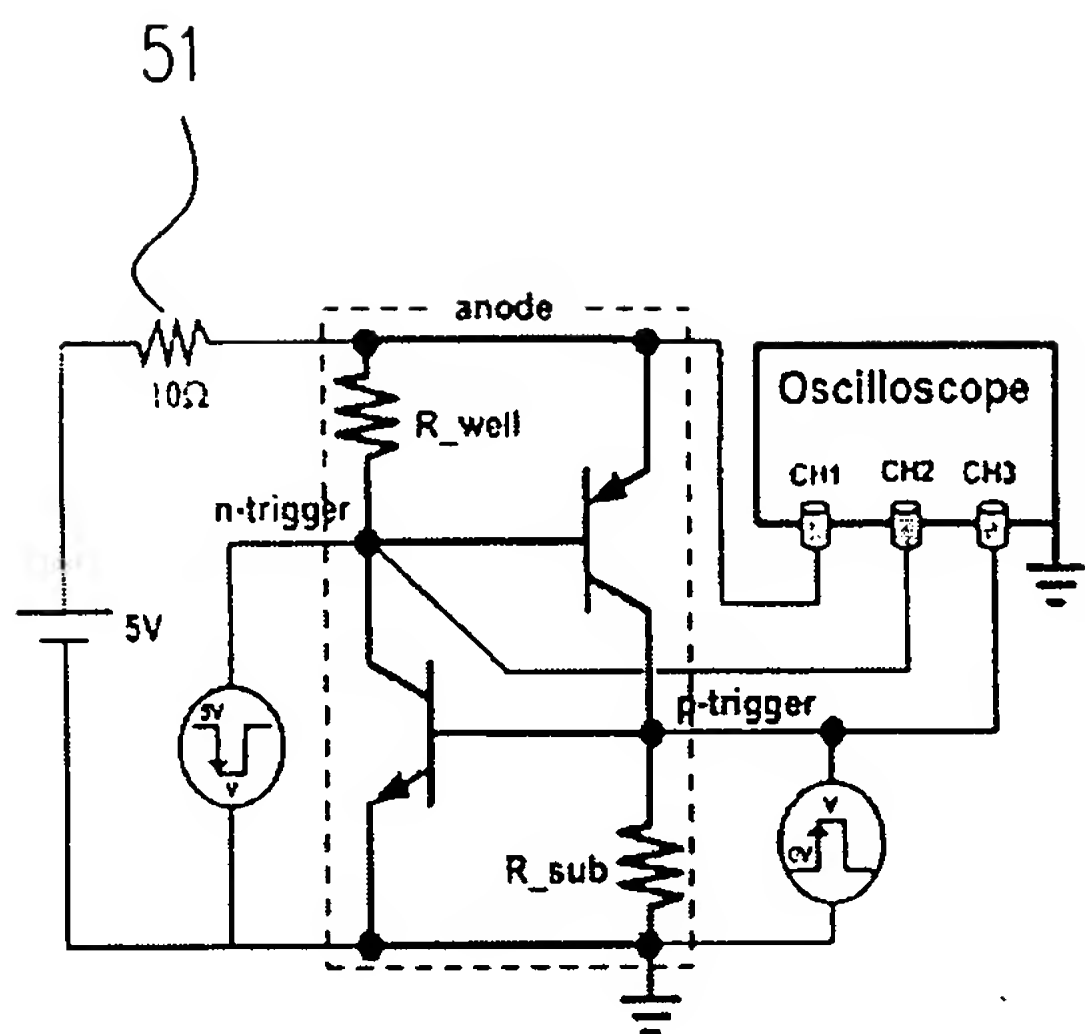 51
anode
10Ω
R_well
Oscilloscope
CH1 CH2 CH3
n-trigger
5V
5V
V
p-trigger
V
0V
R_sub